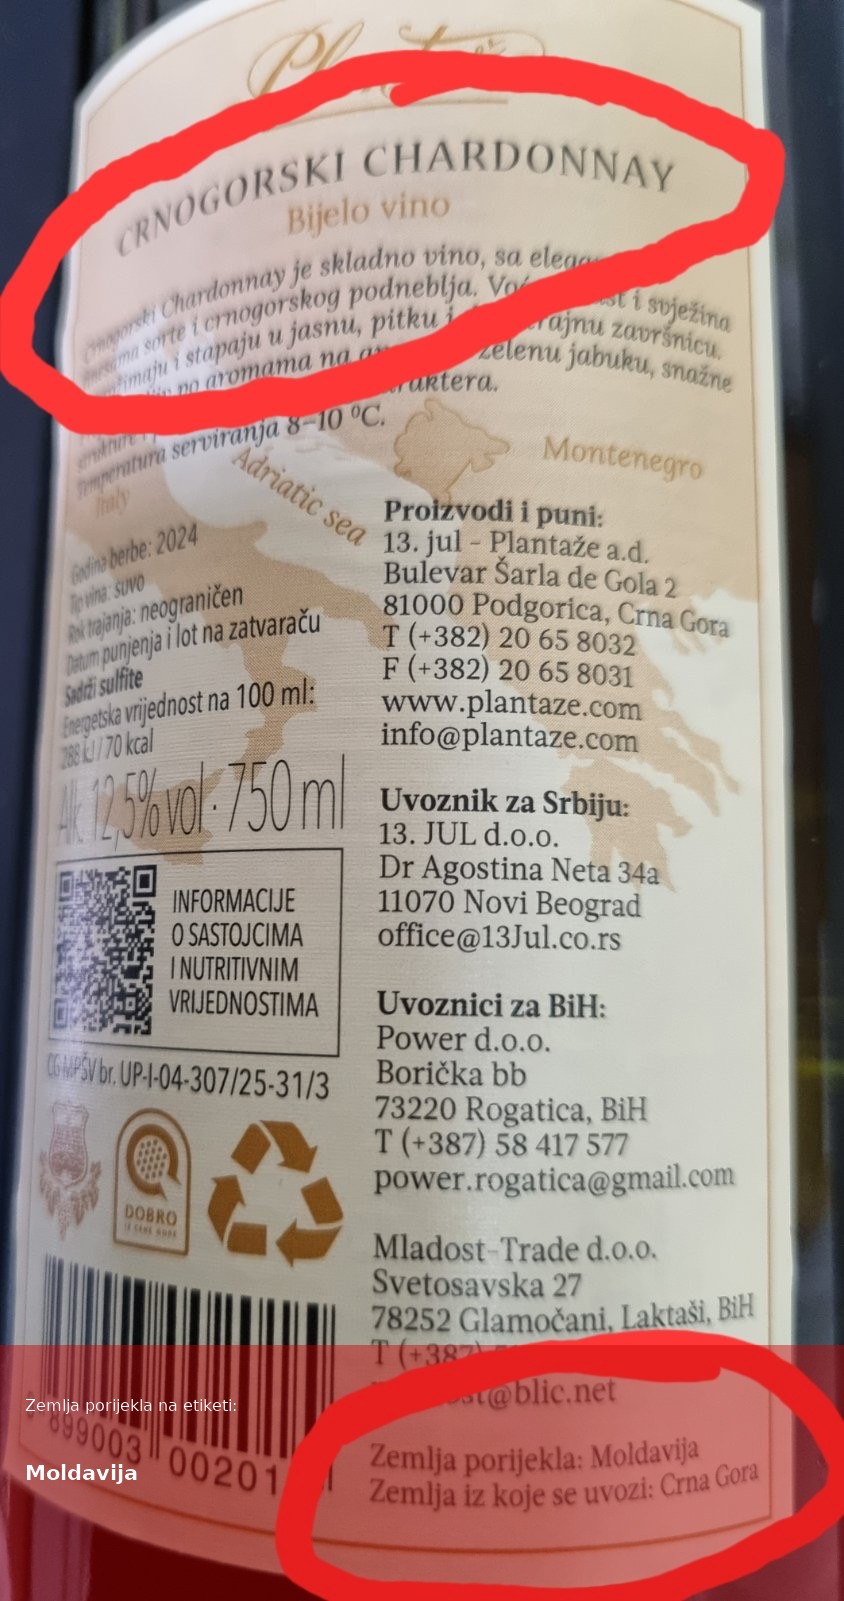 CRNOGORSKI CHARDONNAY
Bijelo vino
Crnogorski Chardonnay je skladno vino, sa
sorte i crnogorskog podneblja. i svježina
i stapaju u jasnu, pitku i završnicu.
po aromama na zelenu jabuku, snažne
Temperatura serviranja 8–10 °C.
Italy
Adriatic sea
Montenegro
Godina berbe: 2024
Tip vina: suvo
Rok trajanja: neograničen
Datum punjenja i lot na zatvaraču
Sadrži sulfite
Energetska vrijednost na 100 ml:
288 kJ / 70 kcal
Alk 12,5% vol · 750 ml
INFORMACIJE
O SASTOJCIMA
I NUTRITIVNIM
VRIJEDNOSTIMA
CG MPŠV br. UP-I-04-307/25-31/3
DOBRO
Proizvodi i puni:
13. jul - Plantaže a.d.
Bulevar Šarla de Gola 2
81000 Podgorica, Crna Gora
T (+382) 20 65 8032
F (+382) 20 65 8031
www.plantaze.com
info@plantaze.com
Uvoznik za Srbiju:
13. JUL d.o.o.
Dr Agostina Neta 34a
11070 Novi Beograd
office@13Jul.co.rs
Uvoznici za BiH:
Power d.o.o.
Borička bb
73220 Rogatica, BiH
T (+387) 58 417 577
power.rogatica@gmail.com
Mladost-Trade d.o.o.
Svetosavska 27
78252 Glamočani, Laktaši, BiH
T (+387)
Zemlja porijekla: Moldavija
Zemlja iz koje se uvozi: Crna Gora
Zemlja porijekla na etiketi:
Moldavija